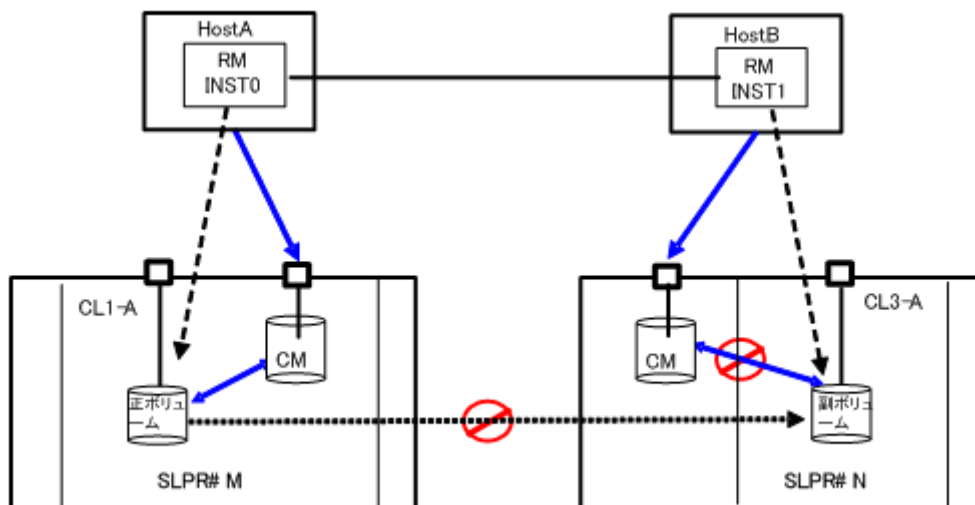 HostA
RM
INST0
HostB
RM
INST1
CL1-A
CM
正ボリュ
ーム
SLPR# M
CM
CL3-A
副ボリュ
ーム
SLPR# N